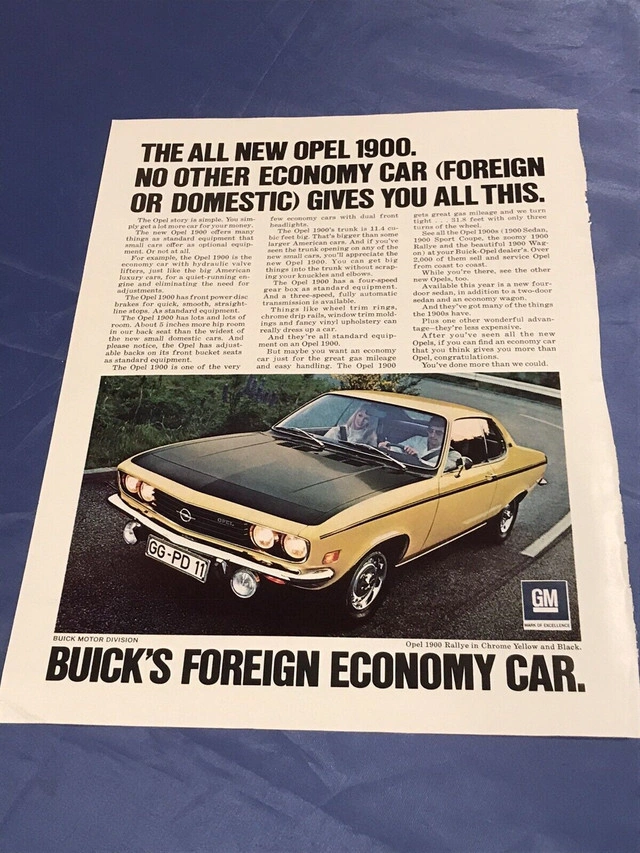 THE ALL NEW OPEL 1900.
NO OTHER ECONOMY CAR (FOREIGN
OR DOMESTIC) GIVES YOU ALL THIS.
The Opel story is simple. You sim-
ply get a lot more car for your money.
The new Opel 1900 offers many
things as standard equipment that
small cars offer as optional equip-
ment. Or not at all.
For example, the Opel 1900 is the
economy car with hydraulic valve
lifters, just like the big American
luxury cars, for a quiet-running en-
gine and eliminating the need for
adjustments.
The Opel 1900 has front power disc
brakes for quick, smooth, straight-
line stops. As standard equipment.
The Opel 1900 has lots and lots of
room. About 5 inches more hip room
in our back seat than the widest of
the new small domestic cars. And
please notice, the Opel has adjust-
able backs on its front bucket seats
as standard equipment.
The Opel 1900 is one of the very
few economy cars with dual front
headlights.
The Opel 1900's trunk is 11.4 cu-
bic feet big. That's bigger than some
larger American cars. And if you've
seen the trunk opening on any of the
new small cars, you'll appreciate the
new Opel 1900. You can get big
things into the trunk without scrap-
ing your knuckles and elbows.
The Opel 1900 has a four-speed
gear box as standard equipment.
And a three-speed, fully automatic
transmission is available.
Things like wheel trim rings,
chrome drip rails, window trim mold-
ings and fancy vinyl upholstery can
really dress up a car.
And they're all standard equip-
ment on an Opel 1900.
But maybe you want an economy
car just for the great gas mileage
and easy handling. The Opel 1900
gets great gas mileage and we burn
tight . . . 31.8 feet with only three
turns of the wheel.
See all the Opel 1900s (1900 Sedan,
1900 Sport Coupe, the zoomy 1900
Rallye and the beautiful 1900 Wag-
on) at your Buick-Opel dealer's. Over
2,000 of them sell and service Opel
from coast to coast.
While you're there, see the other
new Opels, too.
Available this year is a new four-
door sedan, in addition to a two-door
sedan and an economy wagon.
And they've got many of the things
the 1900s have.
Plus one other wonderful advan-
tage—they're less expensive.
After you've seen all the new
Opels, if you can find an economy car
that you think gives you more than
Opel, congratulations.
You've done more than we could.
OPEL
GG-PD 11
GM
MARK OF EXCELLENCE
BUICK MOTOR DIVISION
Opel 1900 Rallye in Chrome Yellow and Black.
BUICK'S FOREIGN ECONOMY CAR.